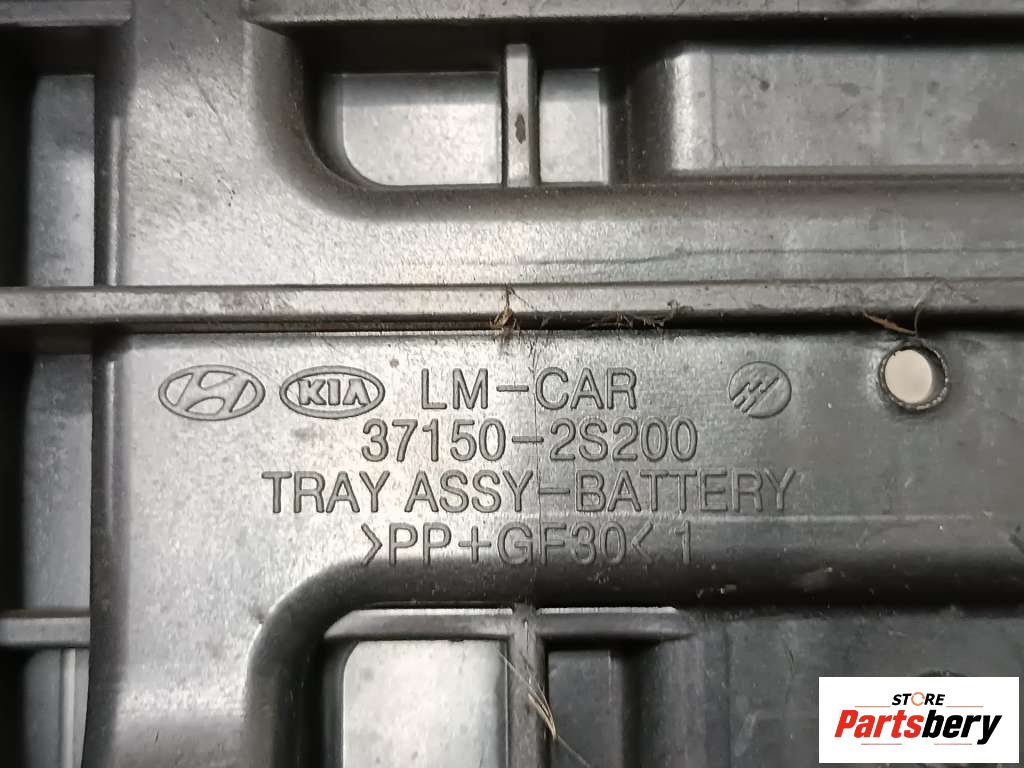 KIA LM-CAR
37150-2S200
TRAY ASSY-BATTERY
>PP+GF30< 1
STORE
Partsbery